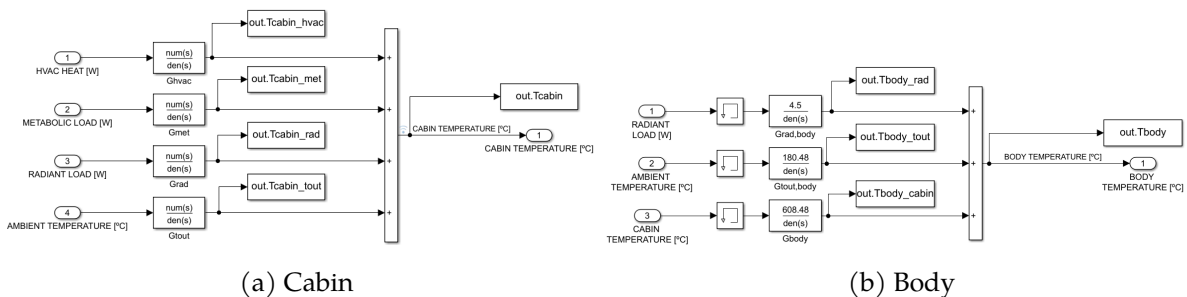 out.Tcabin_hvac
1
HVAC HEAT [W]
num(s)
den(s)
Ghvac
+
out.Tcabin_met
2
METABOLIC LOAD [W]
num(s)
den(s)
Gmet
+
out.Tcabin
CABIN TEMPERATURE [ºC]
1
CABIN TEMPERATURE [ºC]
out.Tcabin_rad
3
RADIANT LOAD [W]
num(s)
den(s)
Grad
+
out.Tcabin_tout
4
AMBIENT TEMPERATURE [ºC]
num(s)
den(s)
Gtout
+
(a) Cabin
out.Tbody_rad
1
RADIANT
LOAD [W]
4.5
den(s)
Grad,body
+
out.Tbody_tout
2
AMBIENT
TEMPERATURE [ºC]
180.48
den(s)
Gtout,body
+
out.Tbody
BODY TEMPERATURE [ºC]
1
BODY
TEMPERATURE [ºC]
out.Tbody_cabin
3
CABIN
TEMPERATURE [ºC]
608.48
den(s)
Gbody
+
(b) Body